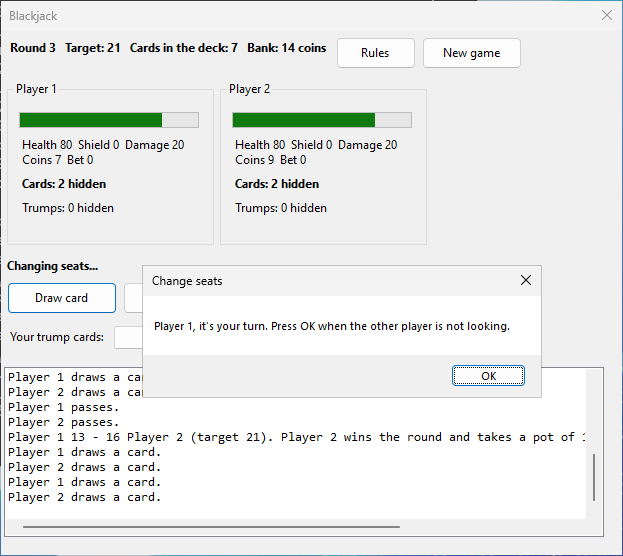 Blackjack
Round 3 Target: 21 Cards in the deck: 7 Bank: 14 coins
Rules
New game
Player 1
Health 80 Shield 0 Damage 20
Coins 7 Bet 0
Cards: 2 hidden
Trumps: 0 hidden
Player 2
Health 80 Shield 0 Damage 20
Coins 9 Bet 0
Cards: 2 hidden
Trumps: 0 hidden
Changing seats...
Draw card
Your trump cards:
Change seats
Player 1, it's your turn. Press OK when the other player is not looking.
OK
Player 1 draws a
Player 2 draws a
Player 1 passes.
Player 2 passes.
Player 1 13 - 16 Player 2 (target 21). Player 2 wins the round and takes a pot of
Player 1 draws a card.
Player 2 draws a card.
Player 1 draws a card.
Player 2 draws a card.